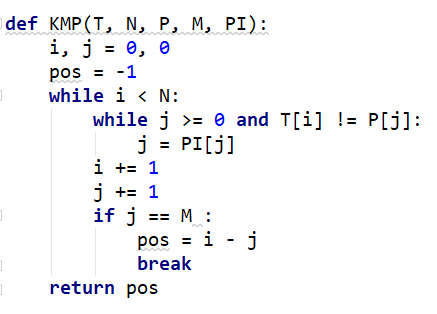 def KMP(T, N, P, M, PI):
    i, j = 0, 0
    pos = -1
    while i < N:
        while j >= 0 and T[i] != P[j]:
            j = PI[j]
        i += 1
        j += 1
        if j == M :
            pos = i - j
            break
    return pos